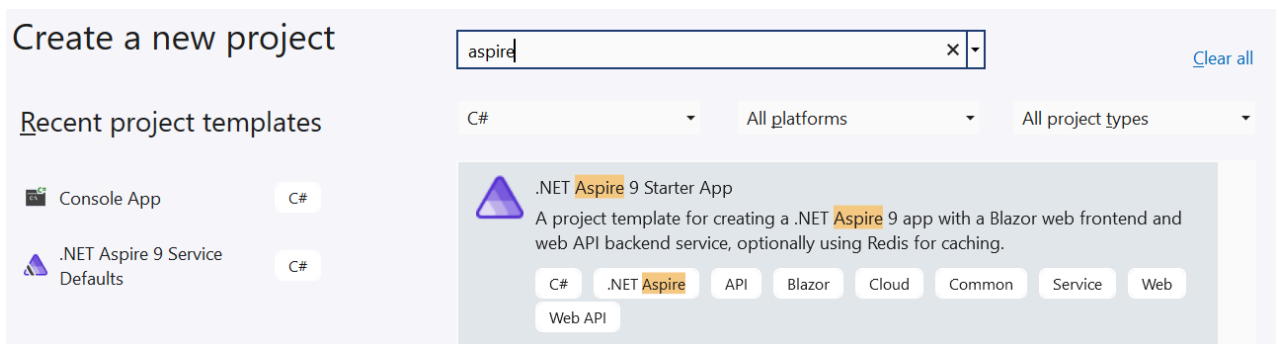 Create a new project
aspire
Clear all
Recent project templates
C#
All platforms
All project types
Console App
C#
.NET Aspire 9 Service
Defaults
C#
.NET Aspire 9 Starter App
A project template for creating a .NET Aspire 9 app with a Blazor web frontend and
web API backend service, optionally using Redis for caching.
C# .NET Aspire API Blazor Cloud Common Service Web
Web API